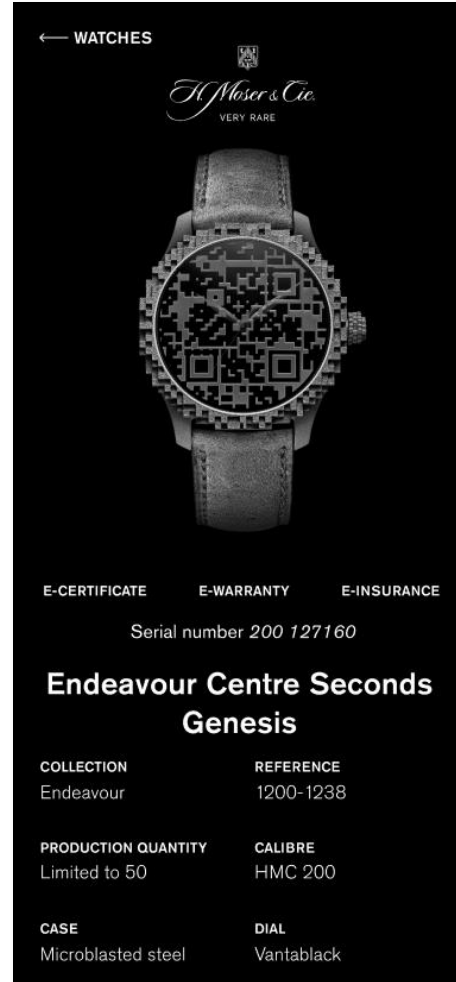 ← WATCHES
H. Moser & Cie.
VERY RARE
E-CERTIFICATE E-WARRANTY E-INSURANCE
Serial number 200 127160
Endeavour Centre Seconds
Genesis
COLLECTION REFERENCE
Endeavour 1200-1238
PRODUCTION QUANTITY CALIBRE
Limited to 50 HMC 200
CASE DIAL
Microblasted steel Vantablack